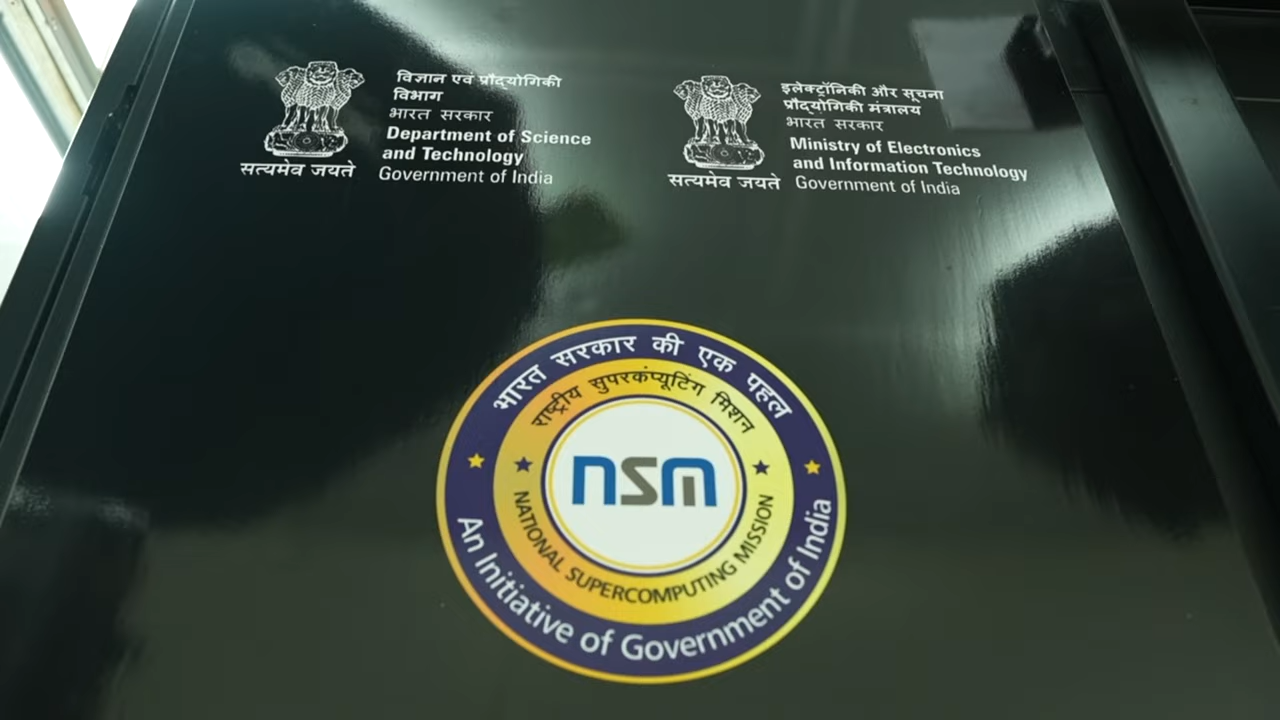 विज्ञान एवं प्रौद्योगिकी
विभाग
भारत सरकार
Department of Science
and Technology
Government of India
सत्यमेव जयते
इलेक्ट्रॉनिकी और सूचना
प्रौद्योगिकी मंत्रालय
भारत सरकार
Ministry of Electronics
and Information Technology
Government of India
सत्यमेव जयते
भारत सरकार की एक पहल
राष्ट्रीय सुपरकंप्यूटिंग मिशन
nsm
NATIONAL SUPERCOMPUTING MISSION
An Initiative of Government of India